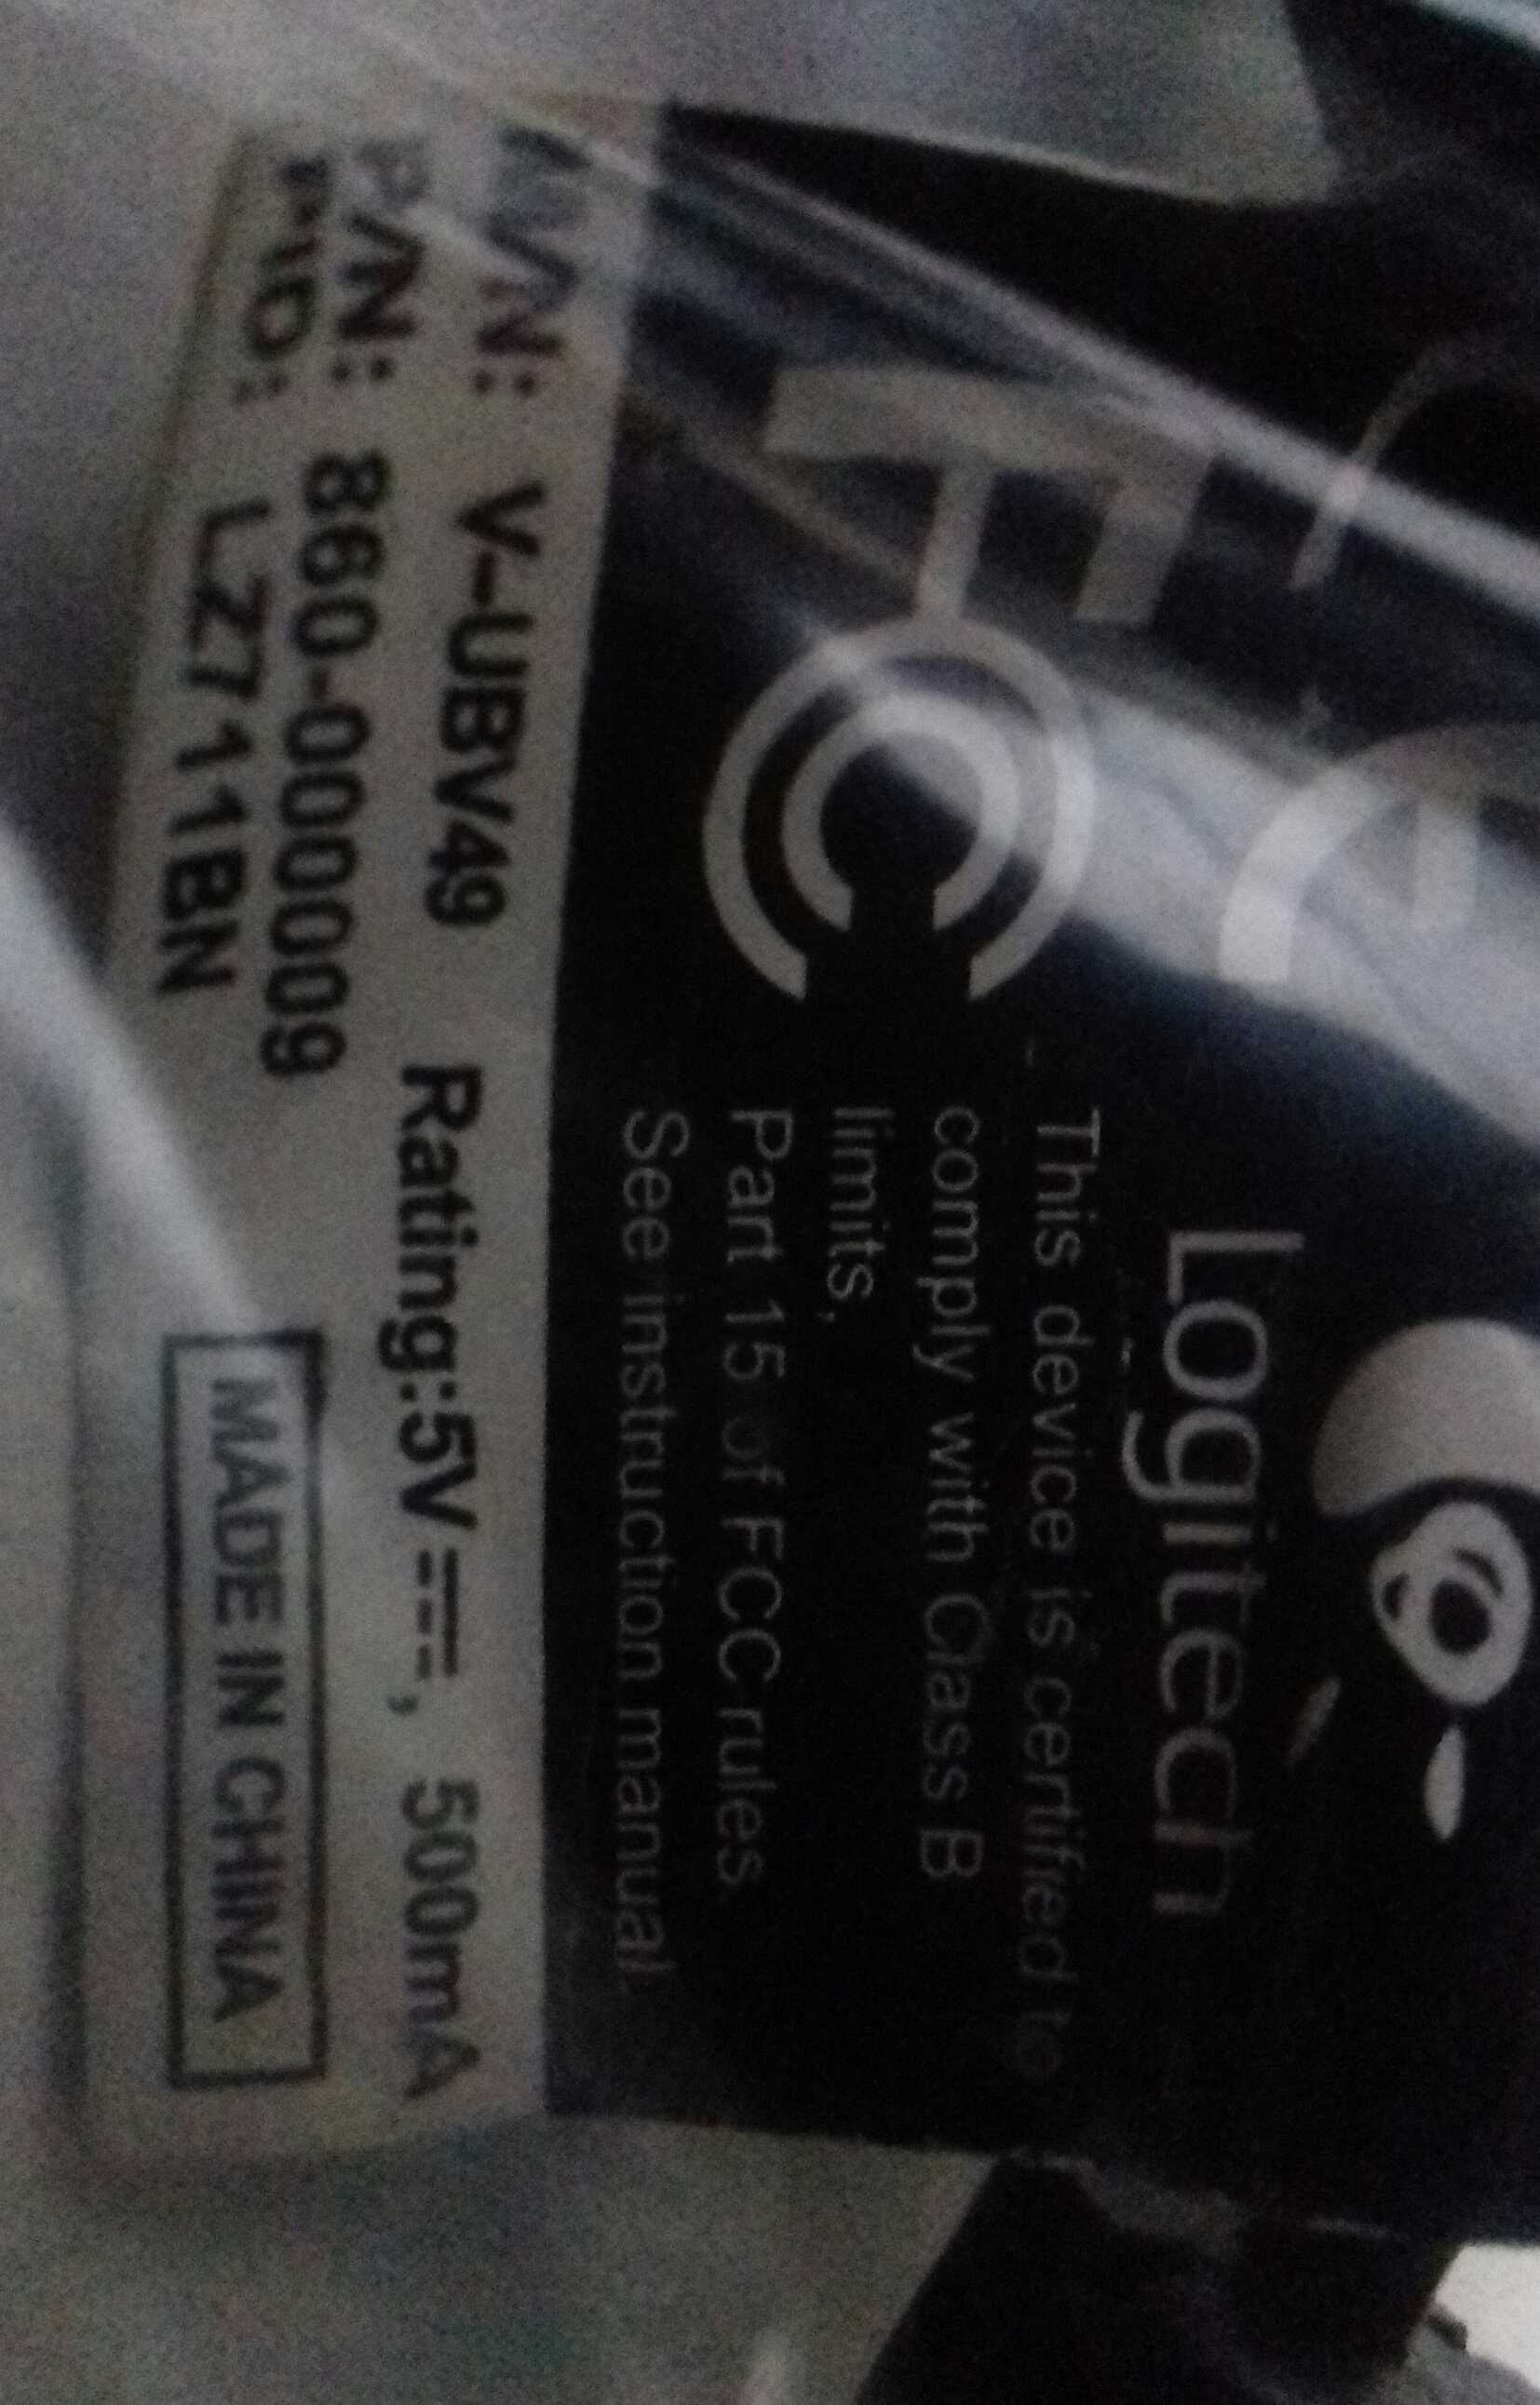 Logitech
This device is certified to
comply with Class B
limits,
Part 15 of FCC rules
See instruction manual
M/N: V-UBV49 Rating:5V ⎓, 500mA
P/N: 860-000009
PID: LZ711BN
MADE IN CHINA